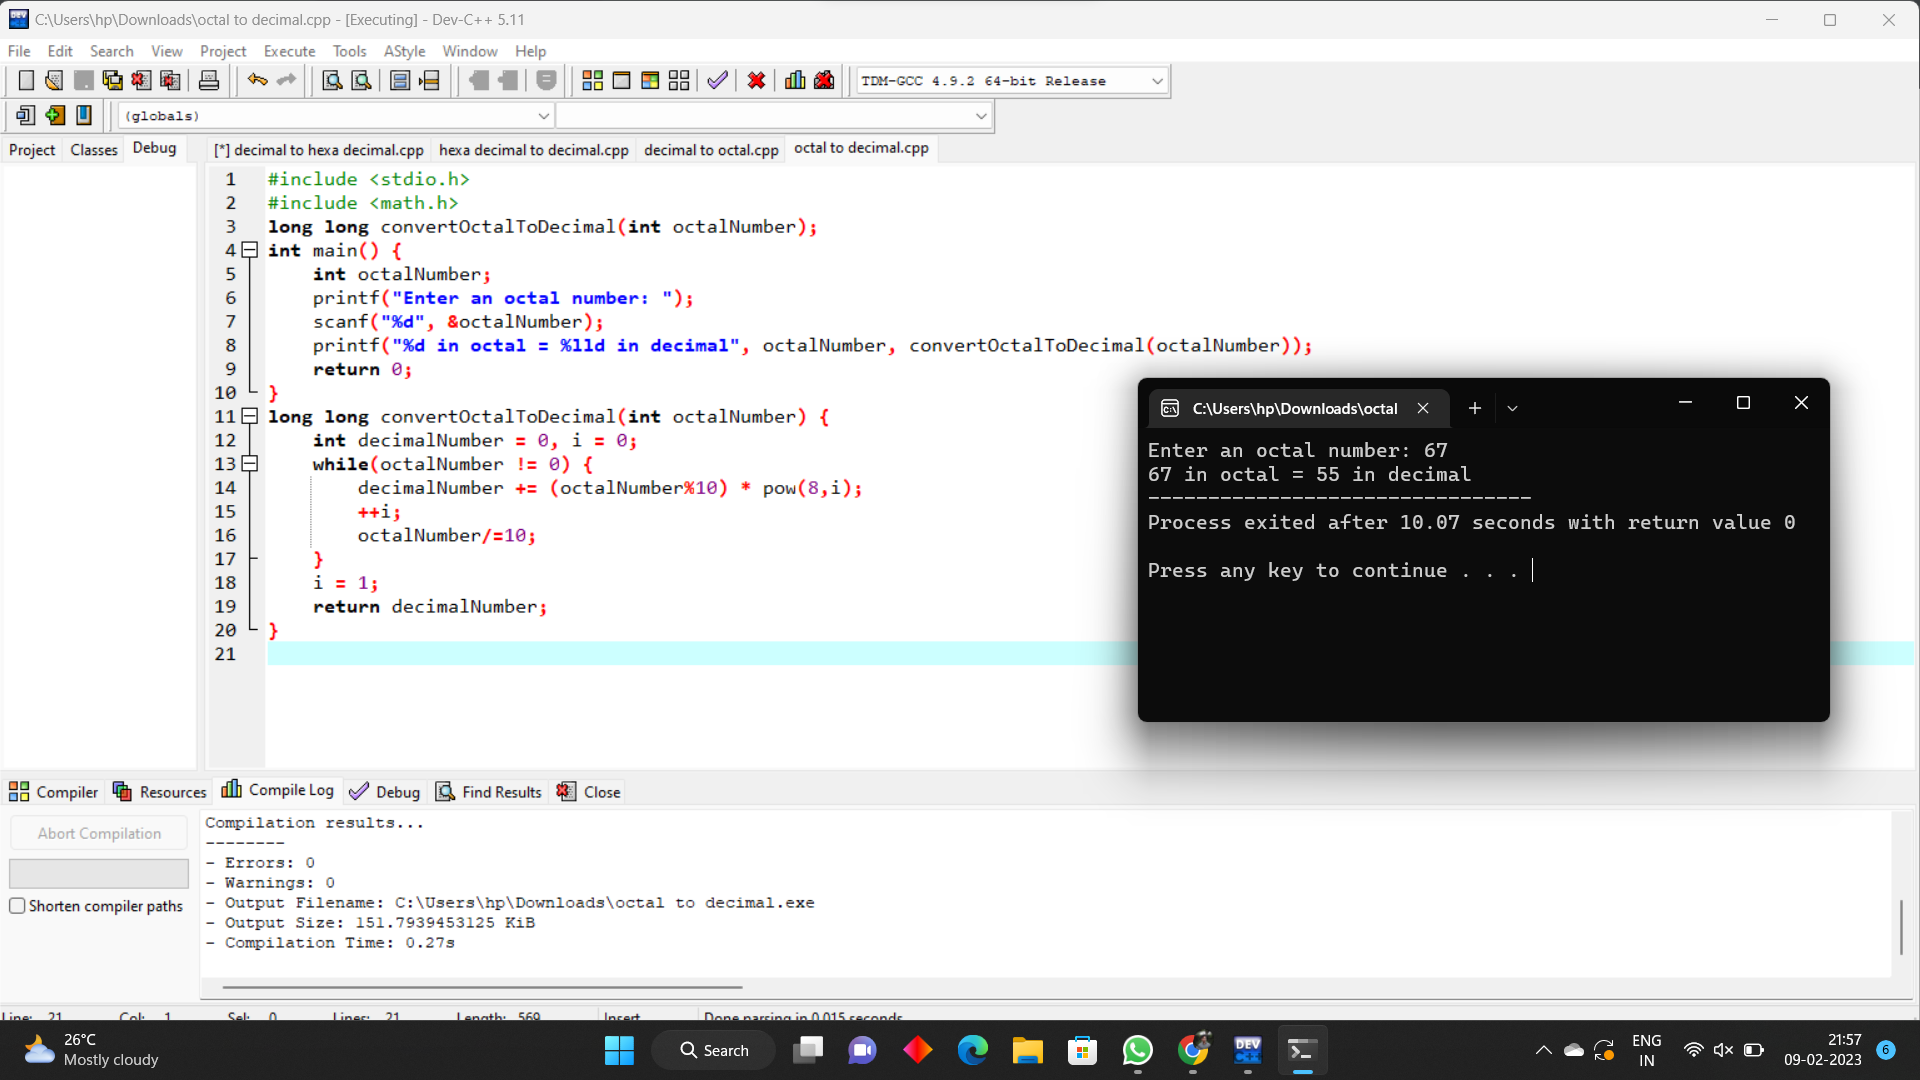 C:\Users\hp\Downloads\octal to decimal.cpp - [Executing] - Dev-C++ 5.11
File Edit Search View Project Execute Tools AStyle Window Help
TDM-GCC 4.9.2 64-bit Release
(globals)
Project Classes Debug
[*] decimal to hexa decimal.cpp hexa decimal to decimal.cpp decimal to octal.cpp octal to decimal.cpp
1 #include <stdio.h>
2 #include <math.h>
3 long long convertOctalToDecimal(int octalNumber);
4 int main() {
5 int octalNumber;
6 printf("Enter an octal number: ");
7 scanf("%d", &octalNumber);
8 printf("%d in octal = %lld in decimal", octalNumber, convertOctalToDecimal(octalNumber));
9 return 0;
10 }
11 long long convertOctalToDecimal(int octalNumber) {
12 int decimalNumber = 0, i = 0;
13 while(octalNumber != 0) {
14 decimalNumber += (octalNumber%10) * pow(8,i);
15 ++i;
16 octalNumber/=10;
17 }
18 i = 1;
19 return decimalNumber;
20 }
21
C:\Users\hp\Downloads\octal
Enter an octal number: 67
67 in octal = 55 in decimal
--------------------------------
Process exited after 10.07 seconds with return value 0
Press any key to continue . . .
Compiler Resources Compile Log Debug Find Results Close
Abort Compilation
Shorten compiler paths
Compilation results...
--------
- Errors: 0
- Warnings: 0
- Output Filename: C:\Users\hp\Downloads\octal to decimal.exe
- Output Size: 151.7939453125 KiB
- Compilation Time: 0.27s
Line: 21 Col: 1 Sel: 0 Lines: 21 Length: 569 Insert Done parsing in 0.015 seconds
26°C
Mostly cloudy
Search
DEV
C++
ENG
IN
21:57
09-02-2023
6